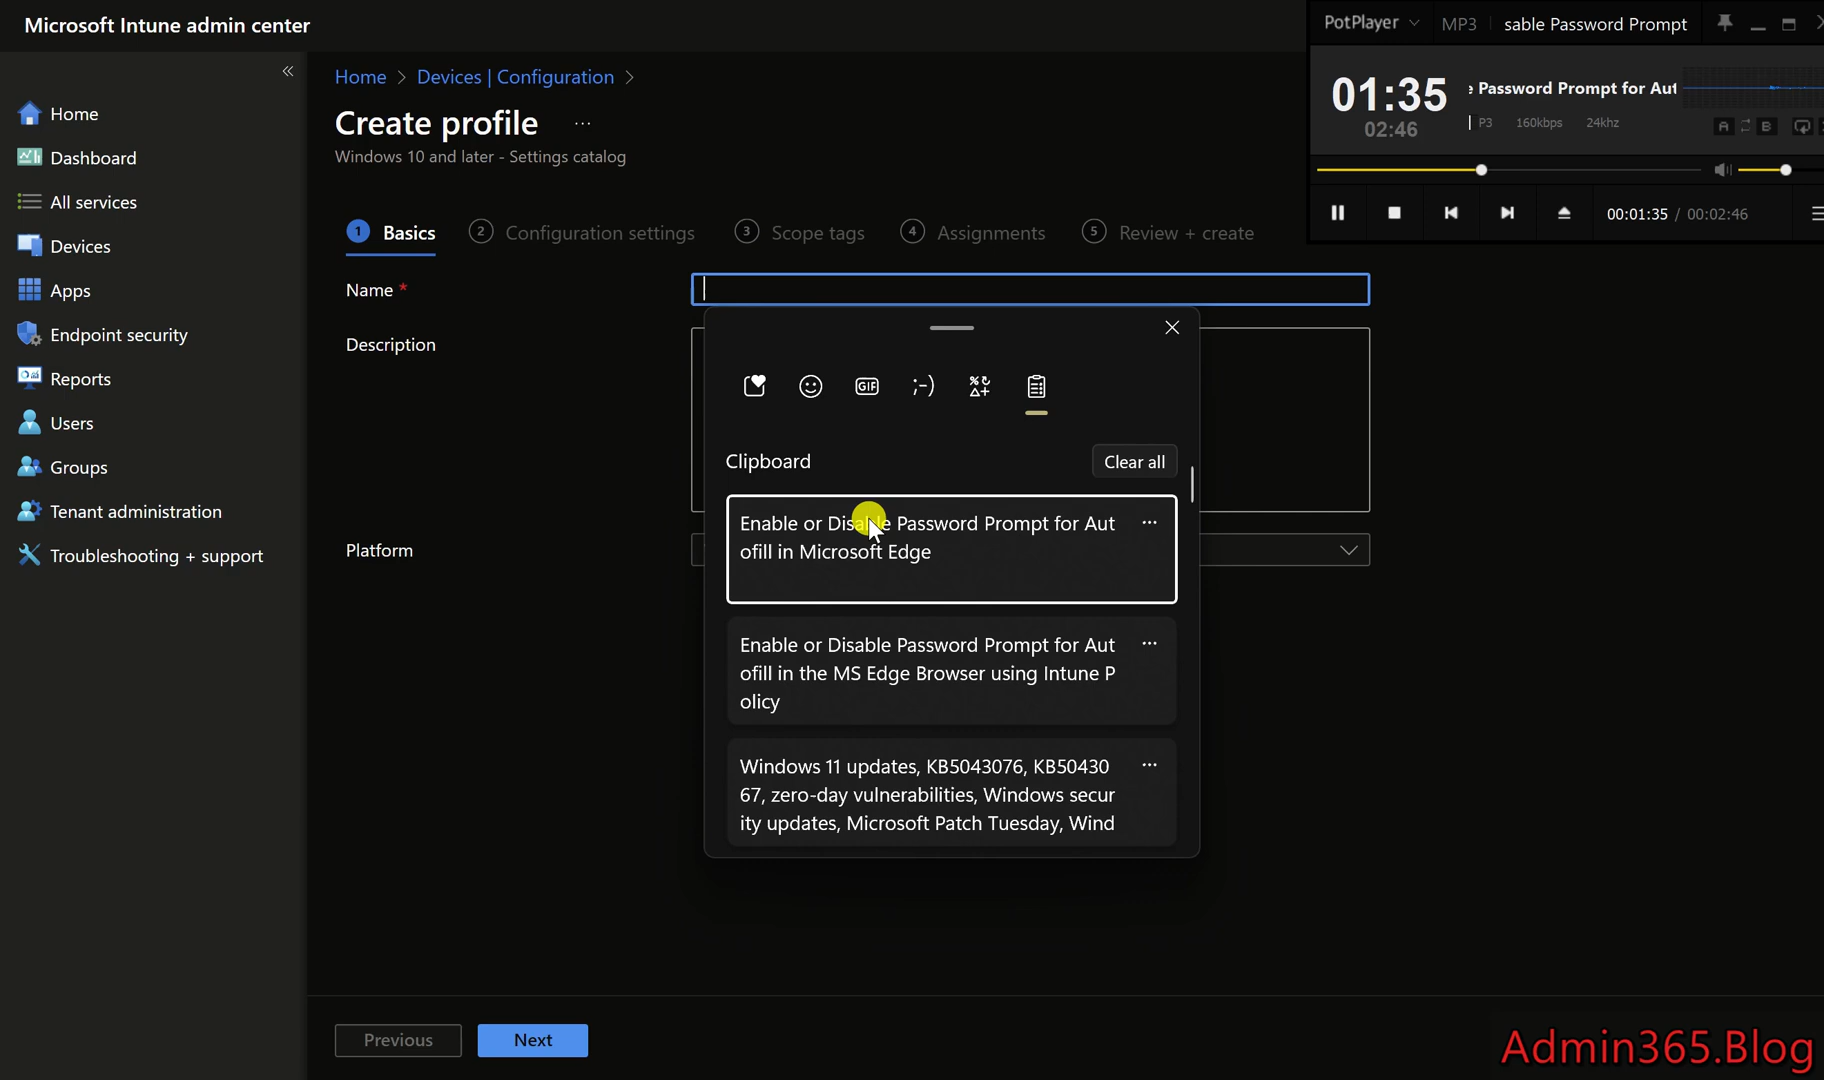 Microsoft Intune admin center
PotPlayer MP3 sable Password Prompt
Home > Devices | Configuration >
01:35 Password Prompt for Aut
02:46 P3 160kbps 24khz
A B
Create profile ...
Windows 10 and later - Settings catalog
00:01:35 / 00:02:46
Home
Dashboard
All services
Devices
Apps
Endpoint security
Reports
Users
Groups
Tenant administration
Troubleshooting + support
1 Basics 2 Configuration settings 3 Scope tags 4 Assignments 5 Review + create
Name *
Description
Platform
GIF ;-)
Clipboard Clear all
Enable or Disable Password Prompt for Aut
ofill in Microsoft Edge
Enable or Disable Password Prompt for Aut
ofill in the MS Edge Browser using Intune P
olicy
Windows 11 updates, KB5043076, KB50430
67, zero-day vulnerabilities, Windows secur
ity updates, Microsoft Patch Tuesday, Wind
Previous Next
Admin365.Blog